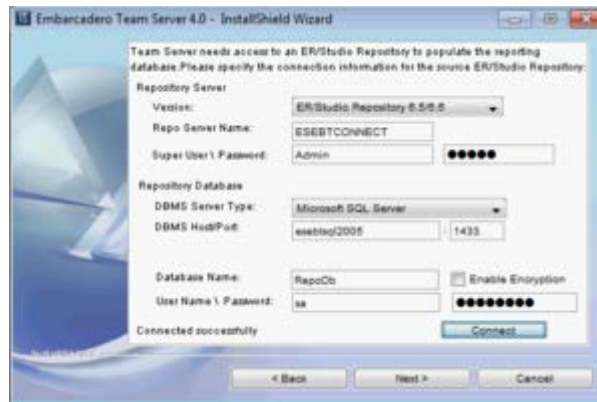 Embarcadero Team Server 4.0 - InstallShield Wizard
Team Server needs access to an ER/Studio Repository to populate the reporting
database.Please specify the connection information for the source ER/Studio Repository:
Repository Server
Version: ER/Studio Repository 6.5/6.6
Repo Server Name: ESEBTCONNECT
Super User \ Password: Admin ●●●●●
Repository Database
DBMS Server Type: Microsoft SQL Server
DBMS Host/Port: eseblsql2005 : 1433
Database Name: RepoDb Enable Encryption
User Name \ Password: sa ●●●●●●●●
Connected successfully Connect
InstallShield
< Back Next > Cancel